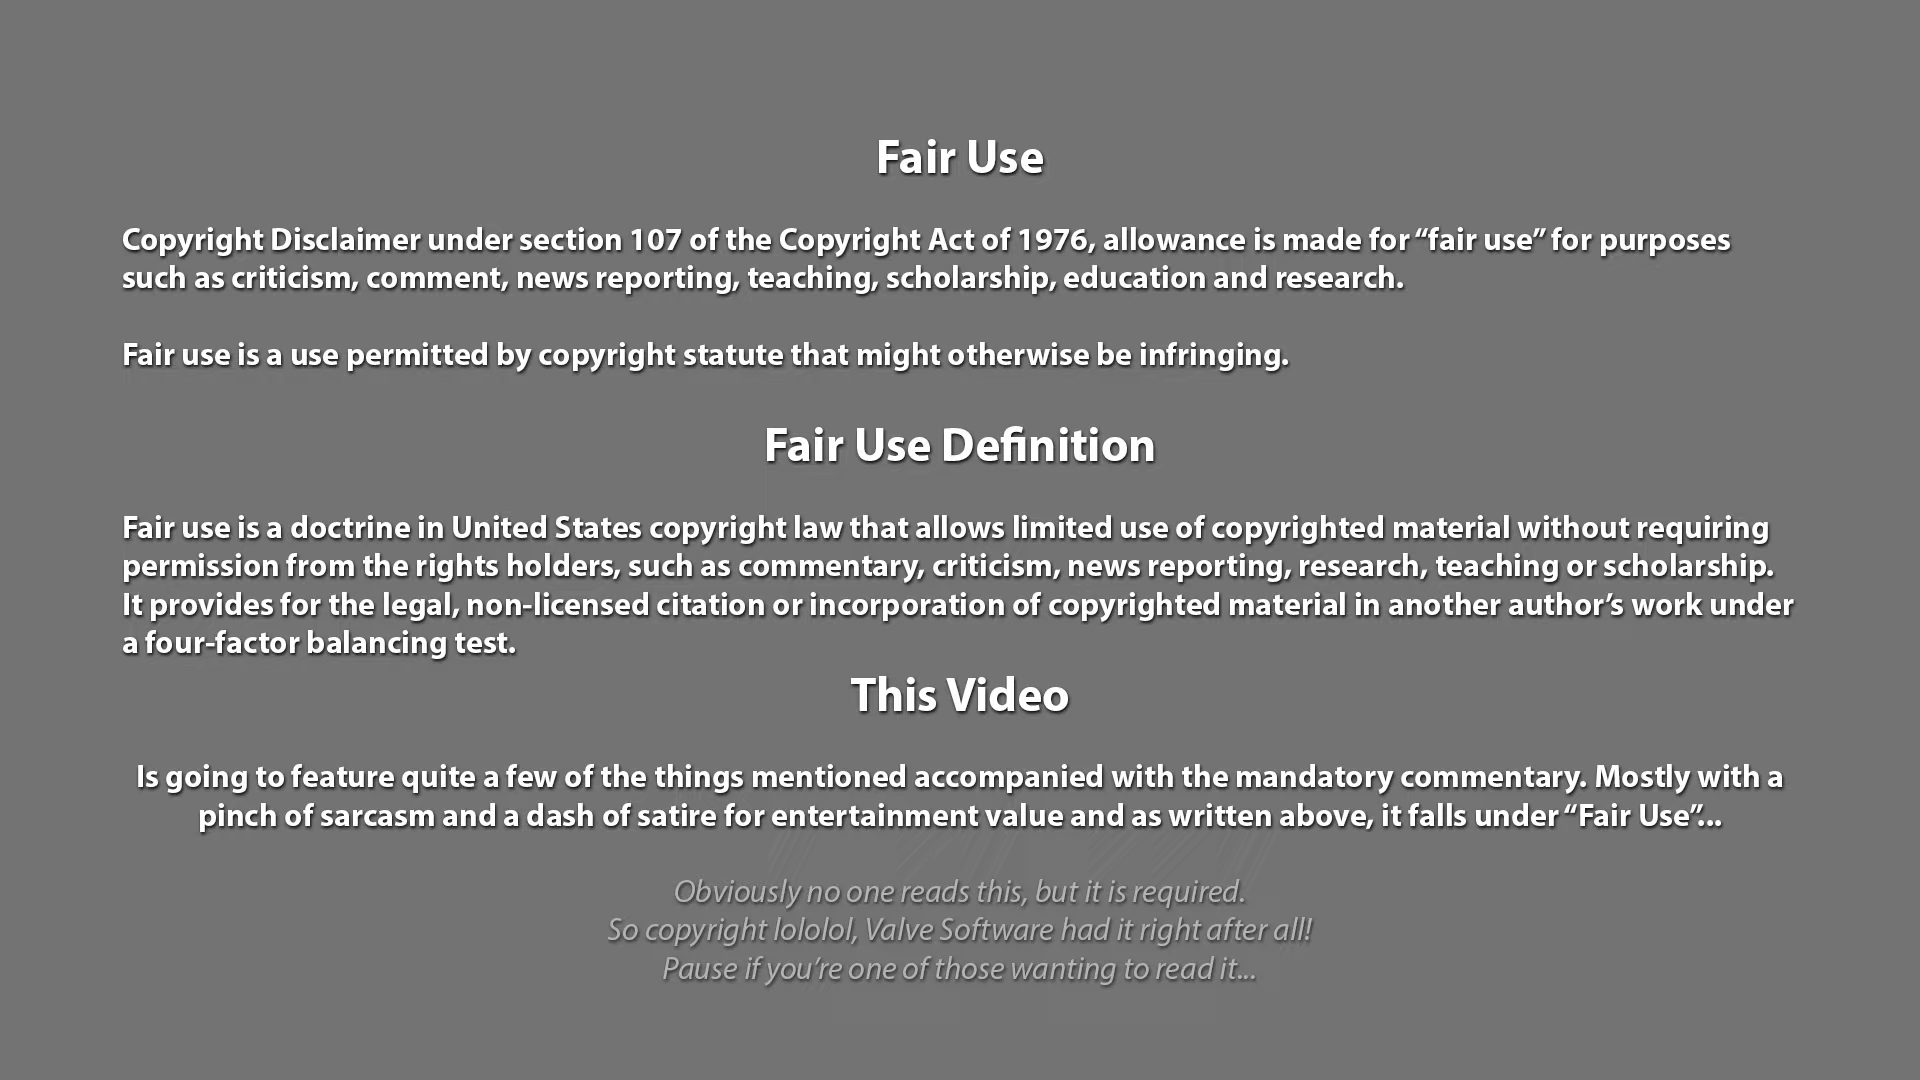 Fair Use
Copyright Disclaimer under section 107 of the Copyright Act of 1976, allowance is made for “fair use” for purposes
such as criticism, comment, news reporting, teaching, scholarship, education and research.
Fair use is a use permitted by copyright statute that might otherwise be infringing.
Fair Use Definition
Fair use is a doctrine in United States copyright law that allows limited use of copyrighted material without requiring
permission from the rights holders, such as commentary, criticism, news reporting, research, teaching or scholarship.
It provides for the legal, non-licensed citation or incorporation of copyrighted material in another author’s work under
a four-factor balancing test.
This Video
Is going to feature quite a few of the things mentioned accompanied with the mandatory commentary. Mostly with a
pinch of sarcasm and a dash of satire for entertainment value and as written above, it falls under “Fair Use”...
Obviously no one reads this, but it is required.
So copyright lololol, Valve Software had it right after all!
Pause if you’re one of those wanting to read it...